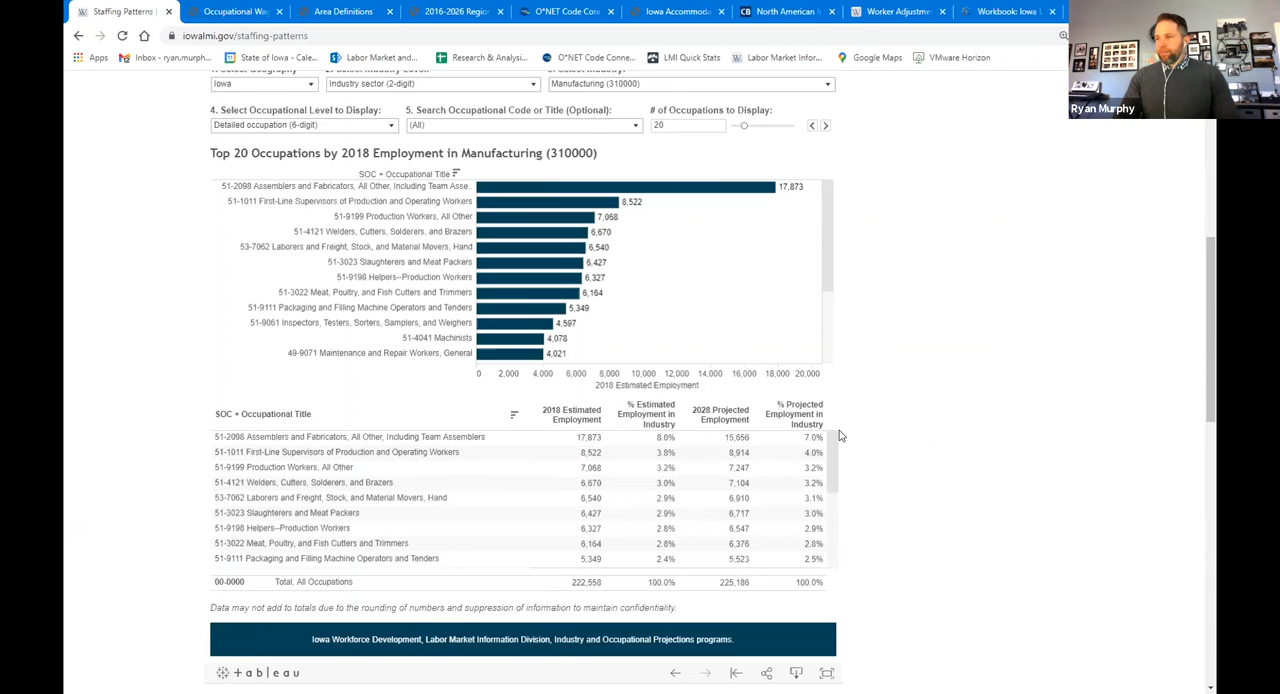 Staffing Patterns
Occupational Wa
Area Definitions
2016-2026 Regio
O*NET Code Con
Iowa Accommoda
North American I
Worker Adjustme
Workbook: Iowa L
iowalmi.gov/staffing-patterns
Apps
Inbox - ryan.murph...
State of Iowa - Cale...
Labor Market and...
Research & Analysi...
O*NET Code Conne...
LMI Quick Stats
Labor Market Infor...
Google Maps
VMware Horizon
Ryan Murphy
Iowa
Industry sector (2-digit)
Manufacturing (310000)
4. Select Occupational Level to Display:
5. Search Occupational Code or Title (Optional):
# of Occupations to Display:
Detailed occupation (6-digit)
(All)
20
Top 20 Occupations by 2018 Employment in Manufacturing (310000)
SOC + Occupational Title
51-2098 Assemblers and Fabricators, All Other, Including Team Asse.. 17,873
51-1011 First-Line Supervisors of Production and Operating Workers 8,522
51-9199 Production Workers, All Other 7,068
51-4121 Welders, Cutters, Solderers, and Brazers 6,670
53-7062 Laborers and Freight, Stock, and Material Movers, Hand 6,540
51-3023 Slaughterers and Meat Packers 6,427
51-9198 Helpers--Production Workers 6,327
51-3022 Meat, Poultry, and Fish Cutters and Trimmers 6,164
51-9111 Packaging and Filling Machine Operators and Tenders 5,349
51-9061 Inspectors, Testers, Sorters, Samplers, and Weighers 4,597
51-4041 Machinists 4,078
49-9071 Maintenance and Repair Workers, General 4,021
0 2,000 4,000 6,000 8,000 10,000 12,000 14,000 16,000 18,000 20,000
2018 Estimated Employment
SOC + Occupational Title
2018 Estimated Employment
% Estimated Employment in Industry
2028 Projected Employment
% Projected Employment in Industry
51-2098 Assemblers and Fabricators, All Other, Including Team Assemblers 17,873 8.0% 15,656 7.0%
51-1011 First-Line Supervisors of Production and Operating Workers 8,522 3.8% 8,914 4.0%
51-9199 Production Workers, All Other 7,068 3.2% 7,247 3.2%
51-4121 Welders, Cutters, Solderers, and Brazers 6,670 3.0% 7,104 3.2%
53-7062 Laborers and Freight, Stock, and Material Movers, Hand 6,540 2.9% 6,910 3.1%
51-3023 Slaughterers and Meat Packers 6,427 2.9% 6,717 3.0%
51-9198 Helpers--Production Workers 6,327 2.8% 6,547 2.9%
51-3022 Meat, Poultry, and Fish Cutters and Trimmers 6,164 2.8% 6,376 2.8%
51-9111 Packaging and Filling Machine Operators and Tenders 5,349 2.4% 5,523 2.5%
00-0000 Total, All Occupations 222,558 100.0% 225,186 100.0%
Data may not add to totals due to the rounding of numbers and suppression of information to maintain confidentiality.
Iowa Workforce Development, Labor Market Information Division, Industry and Occupational Projections programs.
+ableau